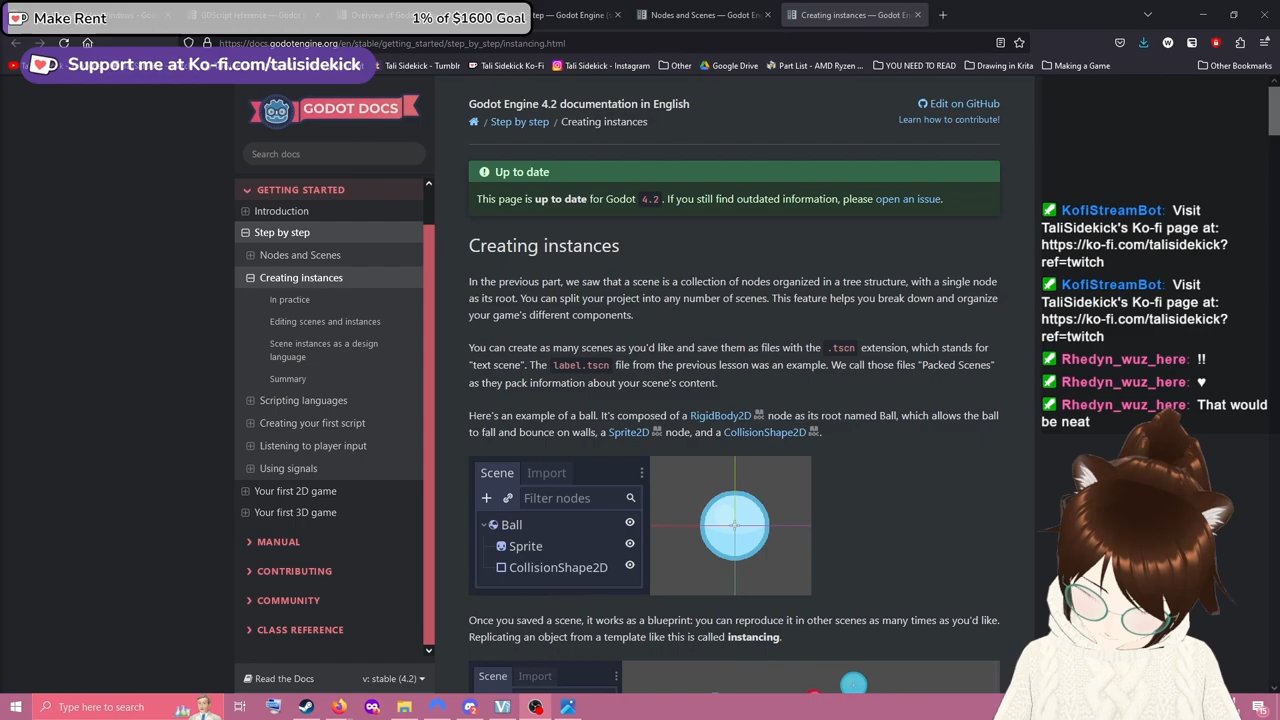 Make Rent
1% of $1600 Goal
GDScript reference — Godot
Overview of Go
tep — Godot Engine (s
Nodes and Scenes — Godot E
Creating instances — Godot En
https://docs.godotengine.org/en/stable/getting_started/step_by_step/instancing.html
Support me at Ko-fi.com/talisidekick
Tali Sidekick - Tumblr
Tali Sidekick Ko-Fi
Tali Sidekick - Instagram
Other
Google Drive
Part List - AMD Ryzen
YOU NEED TO READ
Drawing in Krita
Making a Game
Other Bookmarks
GODOT DOCS
Search docs
GETTING STARTED
Introduction
Step by step
Nodes and Scenes
Creating instances
In practice
Editing scenes and instances
Scene instances as a design
language
Summary
Scripting languages
Creating your first script
Listening to player input
Using signals
Your first 2D game
Your first 3D game
MANUAL
CONTRIBUTING
COMMUNITY
CLASS REFERENCE
Read the Docs
v: stable (4.2)
Godot Engine 4.2 documentation in English
Edit on GitHub
/ Step by step / Creating instances
Learn how to contribute!
Up to date
This page is up to date for Godot 4.2. If you still find outdated information, please open an issue.
Creating instances
In the previous part, we saw that a scene is a collection of nodes organized in a tree structure, with a single node
as its root. You can split your project into any number of scenes. This feature helps you break down and organize
your game's different components.
You can create as many scenes as you'd like and save them as files with the .tscn extension, which stands for
"text scene". The label.tscn file from the previous lesson was an example. We call those files "Packed Scenes"
as they pack information about your scene's content.
Here's an example of a ball. It's composed of a RigidBody2D node as its root named Ball, which allows the ball
to fall and bounce on walls, a Sprite2D node, and a CollisionShape2D.
Scene
Import
Filter nodes
Ball
Sprite
CollisionShape2D
Once you saved a scene, it works as a blueprint: you can reproduce it in other scenes as many times as you'd like.
Replicating an object from a template like this is called instancing.
Scene
Import
KofiStreamBot: Visit
TaliSidekick's Ko-fi page at:
https://ko-fi.com/talisidekick?
ref=twitch
KofiStreamBot: Visit
TaliSidekick's Ko-fi page at:
https://ko-fi.com/talisidekick?
ref=twitch
Rhedyn_wuz_here: !!
Rhedyn_wuz_here: ♥
Rhedyn_wuz_here: That would
be neat
Type here to search
15